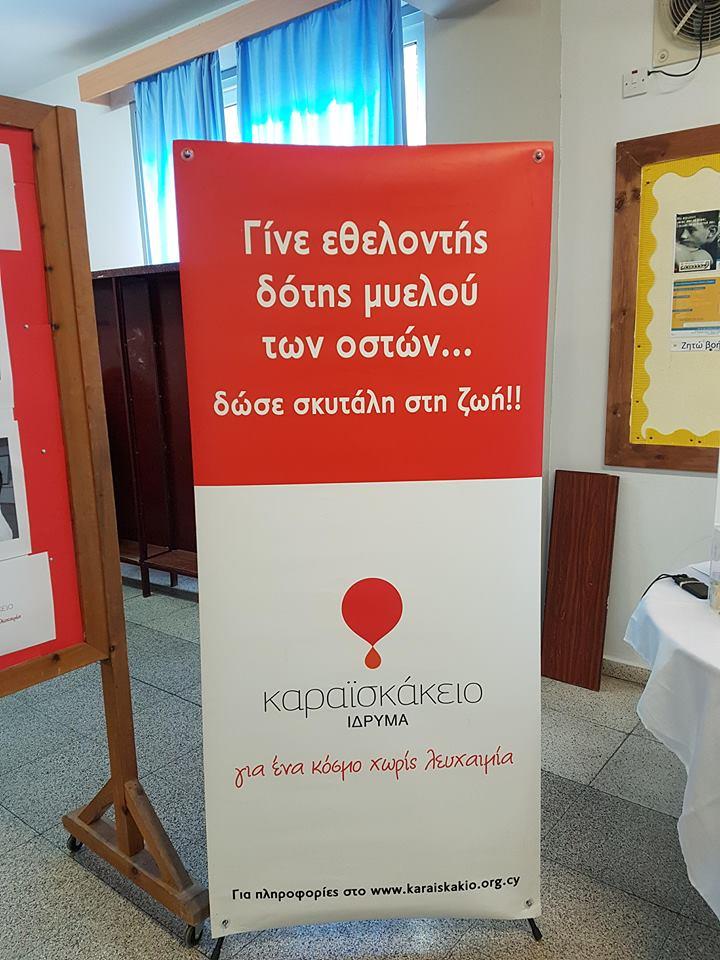 Γίνε εθελοντής
δότης μυελού
των οστών...
δώσε σκυτάλη στη ζωή!!
καραϊσκάκειο
ΙΔΡΥΜΑ
για ένα κόσμο χωρίς λευχαιμία
Για πληροφορίες στο www.karaiskakio.org.cy
Ζητώ